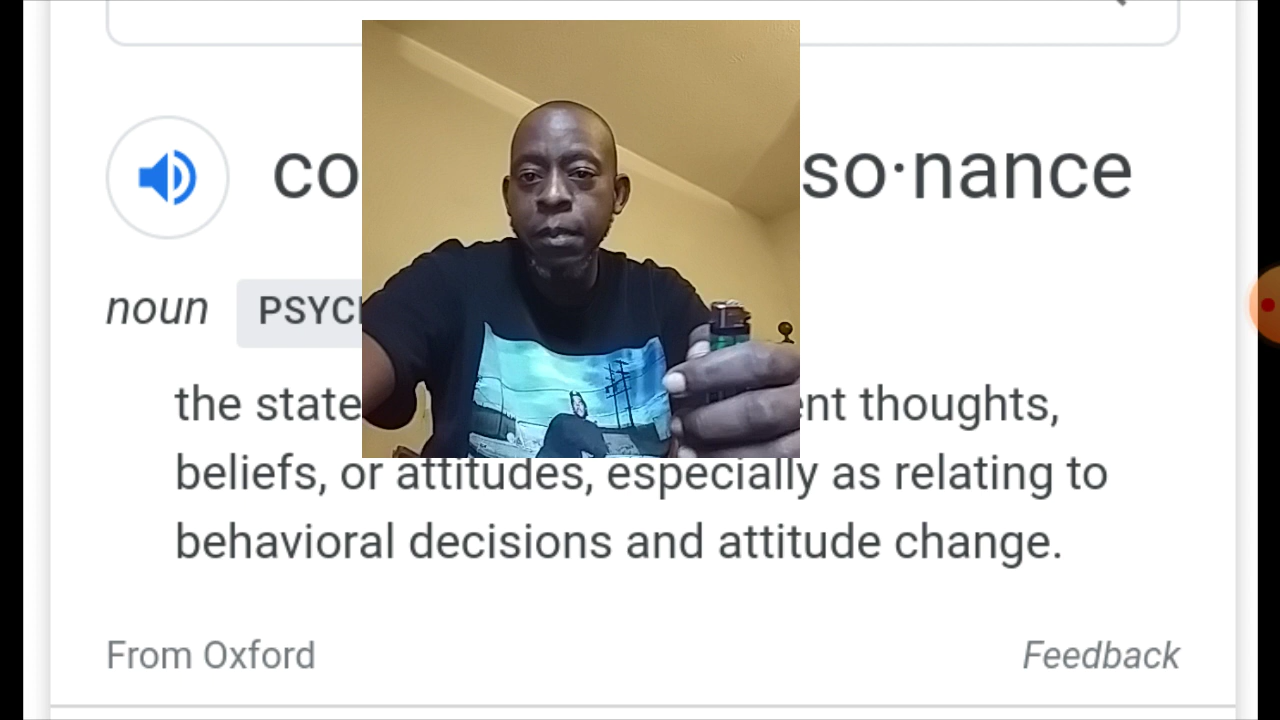 co so·nance
noun PSYC
the state ent thoughts,
beliefs, or attitudes, especially as relating to
behavioral decisions and attitude change.
From Oxford
Feedback